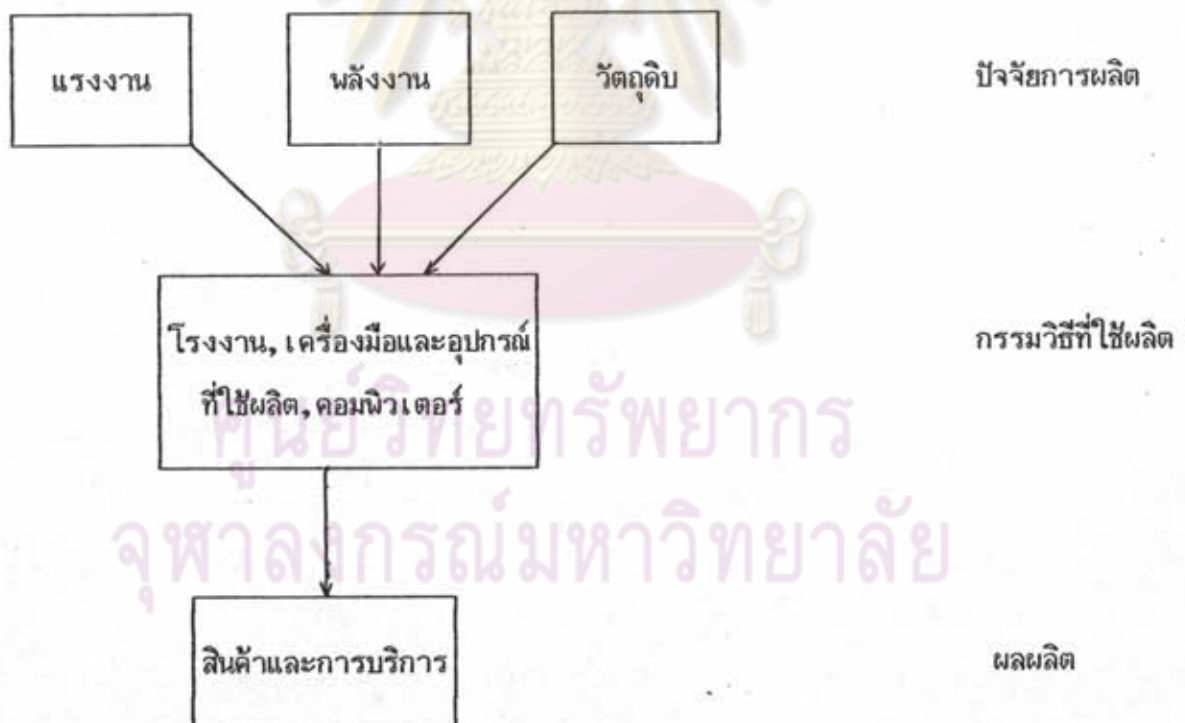 แรงงาน
พลังงาน
วัตถุดิบ
ปัจจัยการผลิต
โรงงาน, เครื่องมือและอุปกรณ์
ที่ใช้ผลิต, คอมพิวเตอร์
กรรมวิธีที่ใช้ผลิต
ศูนย์วิทยทรัพยากร
จุฬาลงกรณ์มหาวิทยาลัย
สินค้าและการบริการ
ผลผลิต